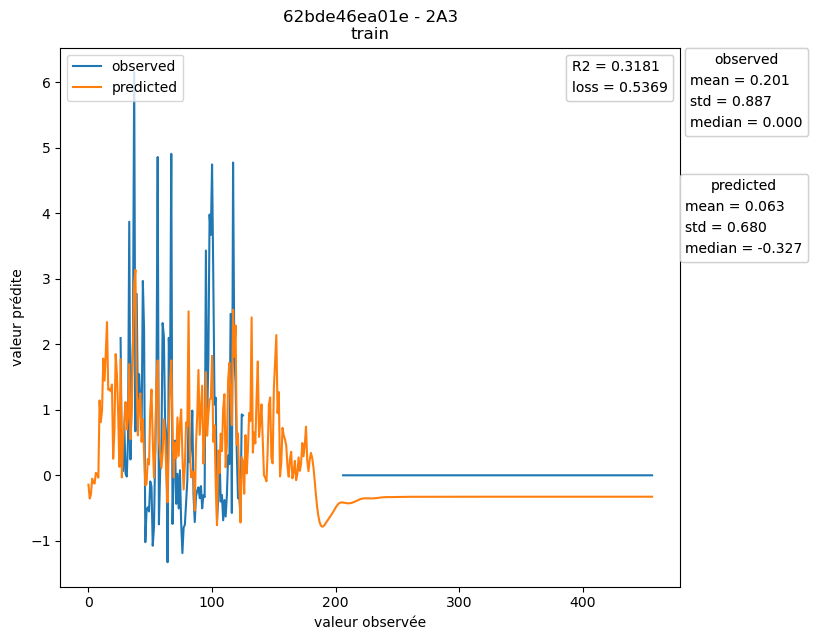 62bde46ea01e - 2A3
train
observed
predicted
R2 = 0.3181
loss = 0.5369
observed
mean = 0.201
std = 0.887
median = 0.000
predicted
mean = 0.063
std = 0.680
median = -0.327
valeur prédite
6
5
4
3
2
1
0
−1
0
100
200
300
400
valeur observée